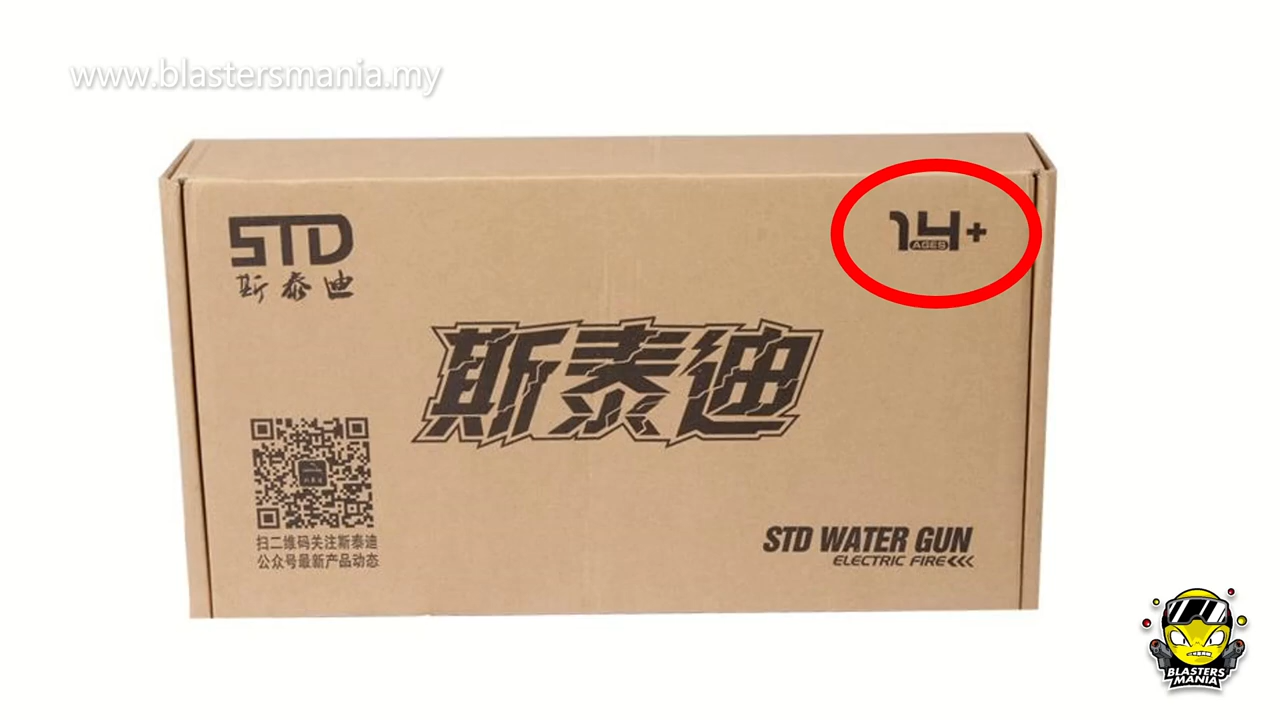 www.blastersmania.my
STD
斯泰迪
14+
AGES
斯泰迪
扫二维码关注斯泰迪
公众号最新产品动态
STD WATER GUN
ELECTRIC FIRE
BLASTERS
MANIA